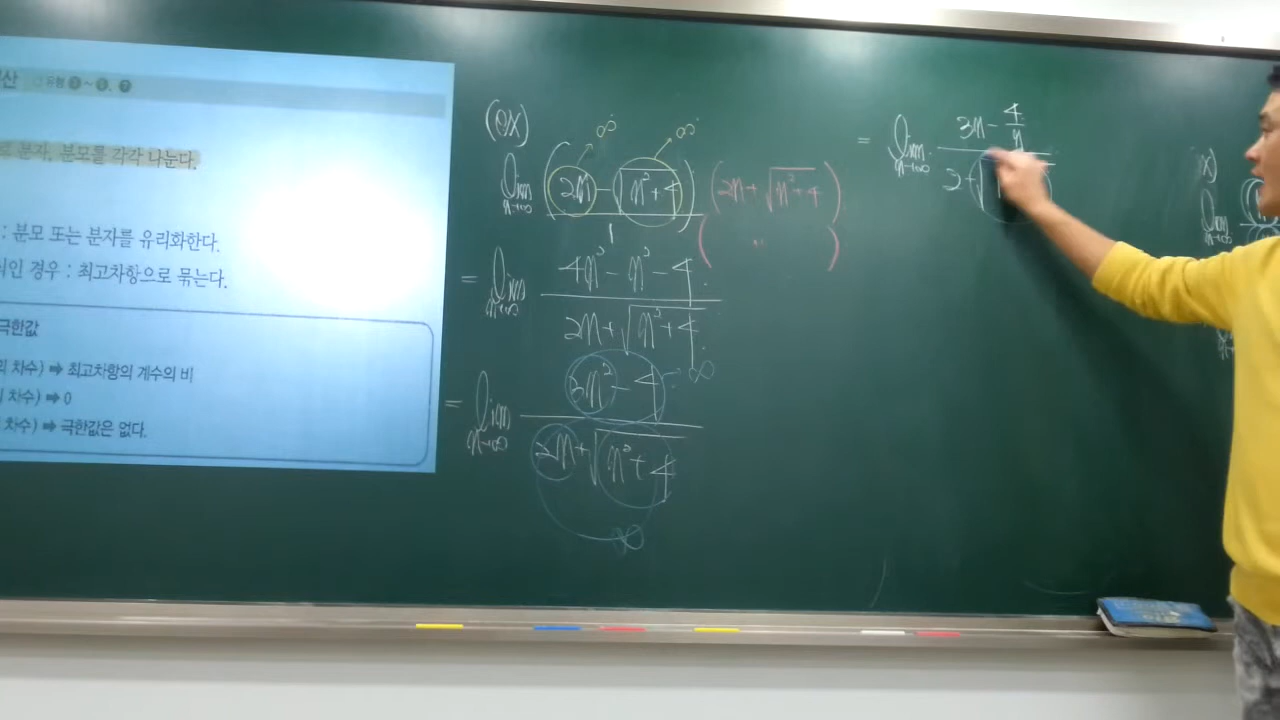 산 유형
분자, 분모를 각각 나눈다.
: 분모 또는 분자를 유리화한다.
인 경우 : 최고차항으로 묶는다.
극한값
차수) ➡ 최고차항의 계수의 비
차수) ➡ 0
차수) ➡ 극한값은 없다.
(ex)
∞ ∞
lim n→∞ (2n - √(n²+4)) / 1 (2n + √(n²+4)) / ( " )
= lim n→∞ (4n² - n² - 4) / (2n + √(n²+4))
= lim n→∞ (3n² - 4) / (2n + √(n²+4)) → ∞
∞
= lim n→∞ (3n - 4/n) / (2 + √
x)
lim n→∞